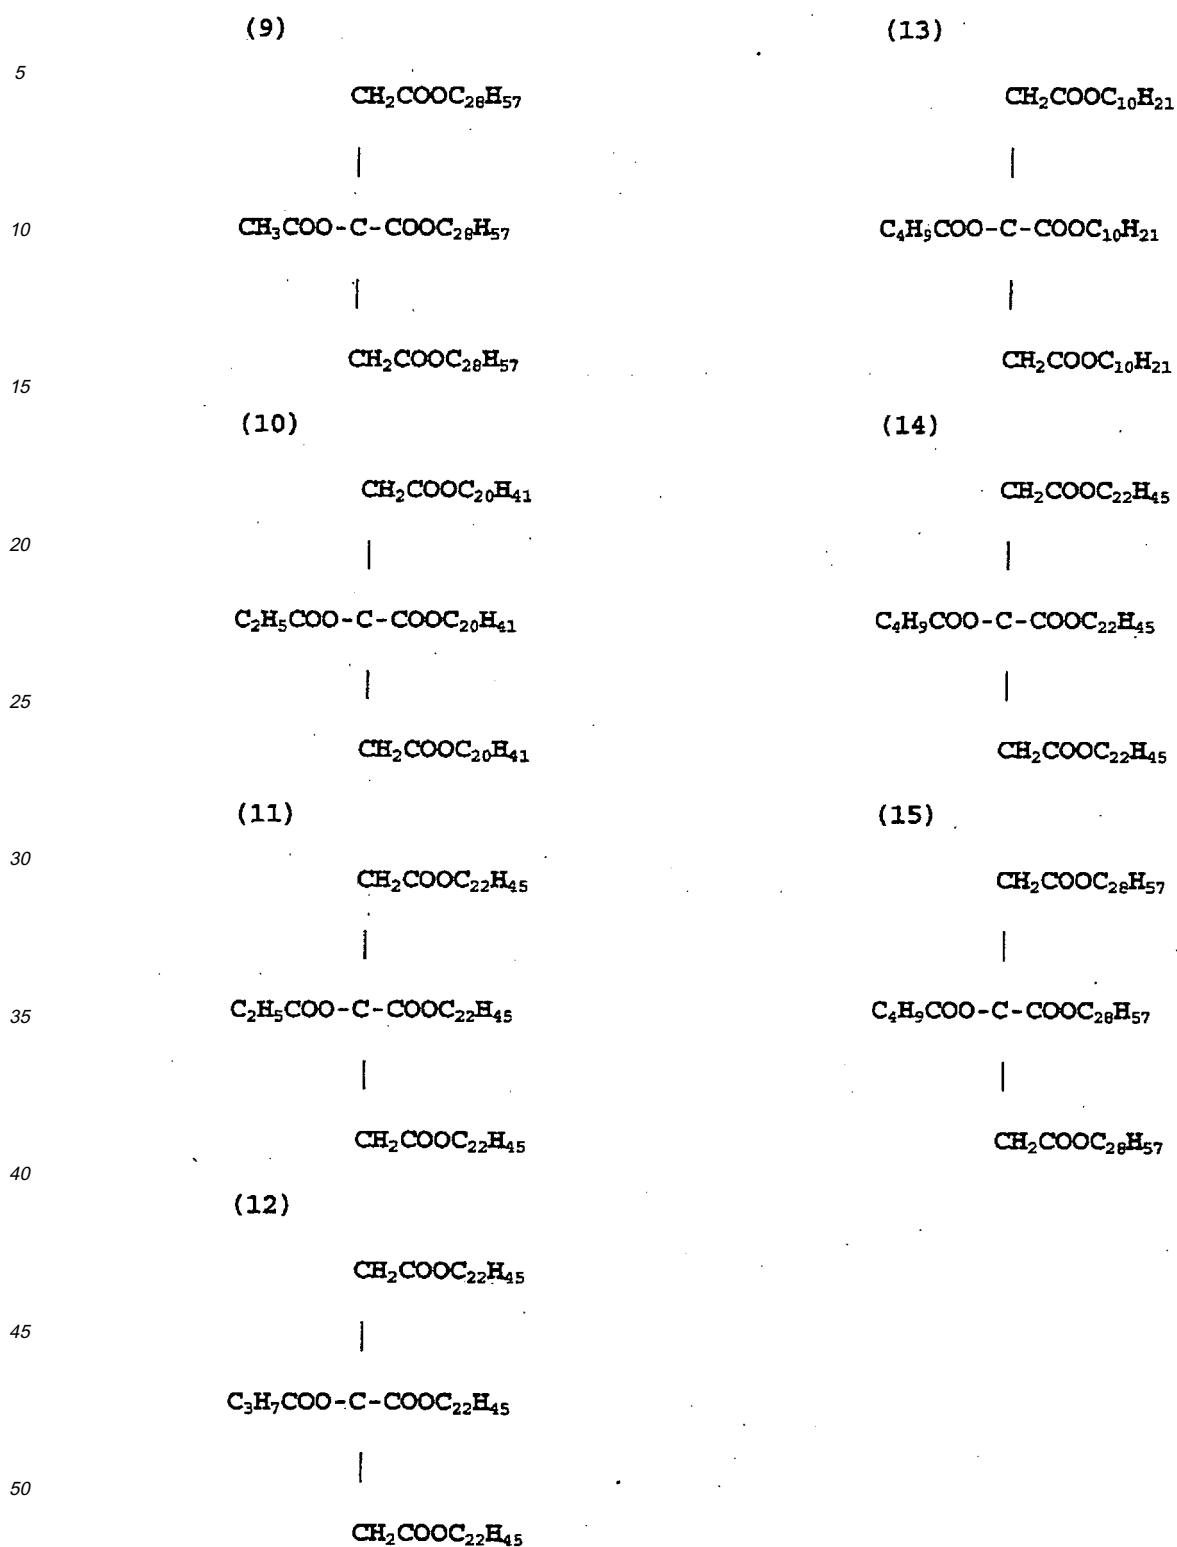 (9)
5
CH₂COOC₂₈H₅₇
|
10
CH₃COO-C-COOC₂₈H₅₇
|
CH₂COOC₂₈H₅₇
15
(10)
CH₂COOC₂₀H₄₁
20
|
C₂H₅COO-C-COOC₂₀H₄₁
|
25
CH₂COOC₂₀H₄₁
(11)
30
CH₂COOC₂₂H₄₅
|
35
C₂H₅COO-C-COOC₂₂H₄₅
|
CH₂COOC₂₂H₄₅
40
(12)
CH₂COOC₂₂H₄₅
45
|
C₃H₇COO-C-COOC₂₂H₄₅
|
50
CH₂COOC₂₂H₄₅
(13)
CH₂COOC₁₀H₂₁
|
C₄H₉COO-C-COOC₁₀H₂₁
|
CH₂COOC₁₀H₂₁
(14)
CH₂COOC₂₂H₄₅
|
C₄H₉COO-C-COOC₂₂H₄₅
|
CH₂COOC₂₂H₄₅
(15)
CH₂COOC₂₈H₅₇
|
C₄H₉COO-C-COOC₂₈H₅₇
|
CH₂COOC₂₈H₅₇